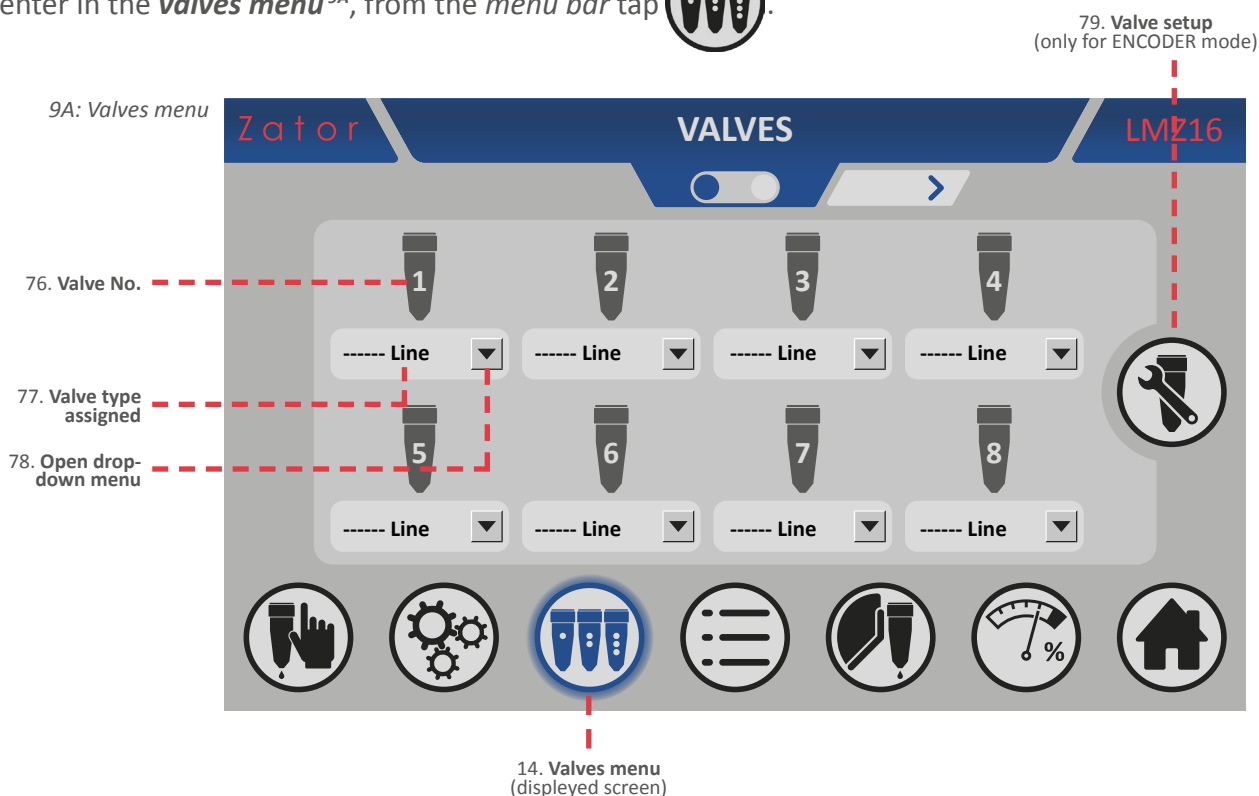 enter in the valves menu 9A, from the menu bar tap .
79. Valve setup
(only for ENCODER mode)
9A: Valves menu
Zator
VALVES
LMZ16
76. Valve No.
1 2 3 4
------ Line ------ Line ------ Line ------ Line
77. Valve type
assigned
78. Open drop-
down menu
5 6 7 8
------ Line ------ Line ------ Line ------ Line
%
14. Valves menu
(displeyed screen)